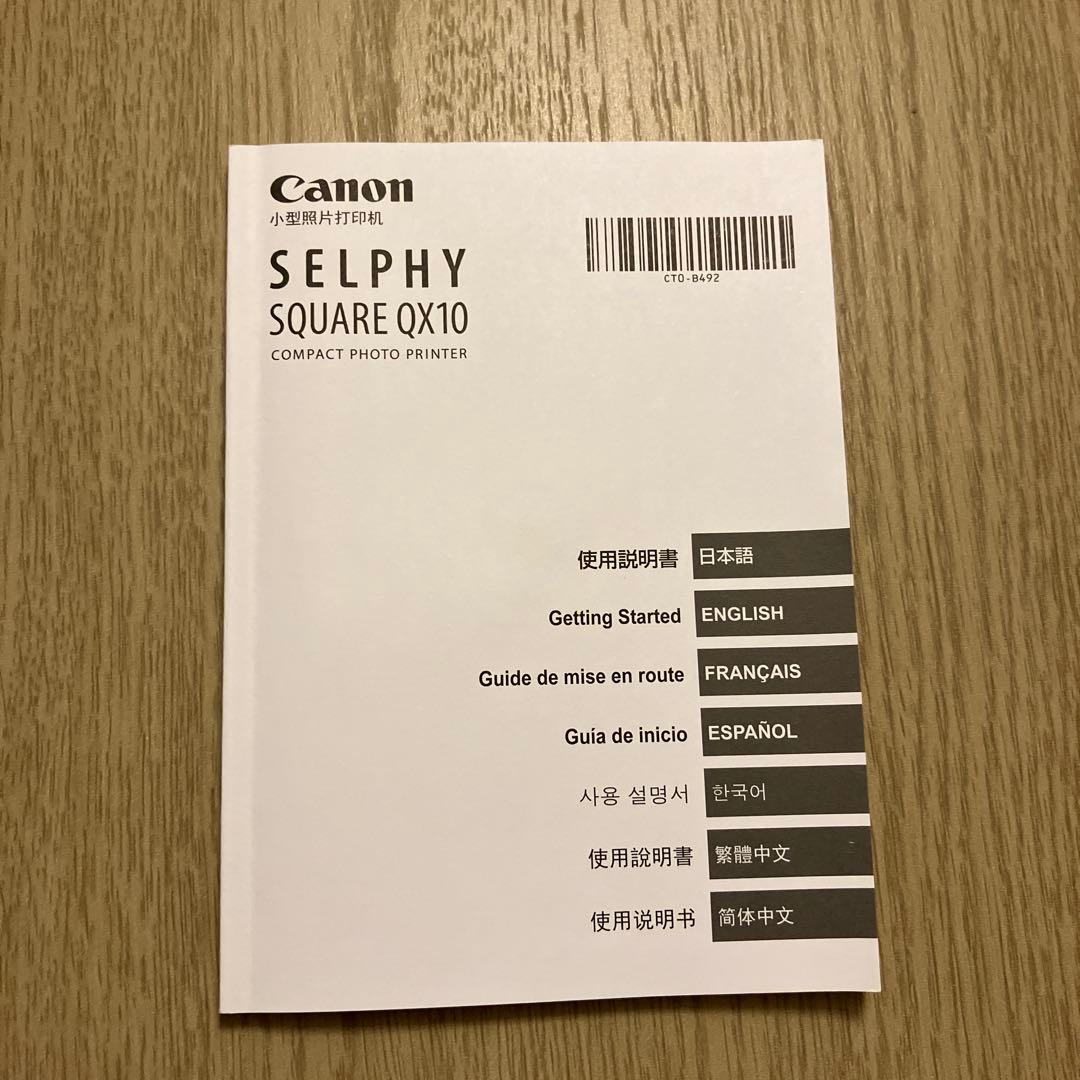 Canon
小型照片打印机
SELPHY
SQUARE QX10
COMPACT PHOTO PRINTER
CT0-B492
使用説明書 日本語
Getting Started ENGLISH
Guide de mise en route FRANÇAIS
Guía de inicio ESPAÑOL
사용 설명서 한국어
使用說明書 繁體中文
使用说明书 简体中文